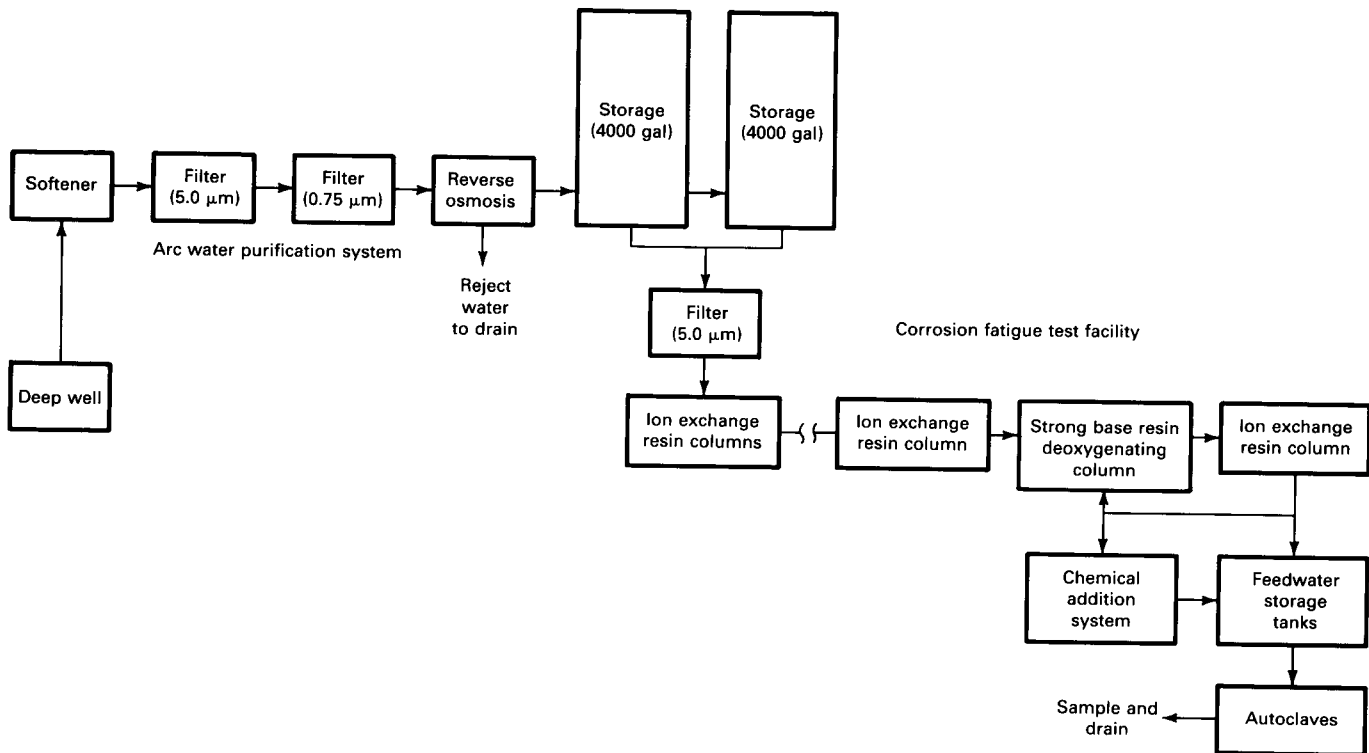 Storage
(4000 gal)
Storage
(4000 gal)
Softener
Filter
(5.0 μm)
Filter
(0.75 μm)
Reverse
osmosis
Arc water purification system
Reject
water
to drain
Deep well
Filter
(5.0 μm)
Corrosion fatigue test facility
Ion exchange
resin columns
Ion exchange
resin column
Strong base resin
deoxygenating
column
Ion exchange
resin column
Chemical
addition
system
Feedwater
storage
tanks
Sample and
drain
Autoclaves